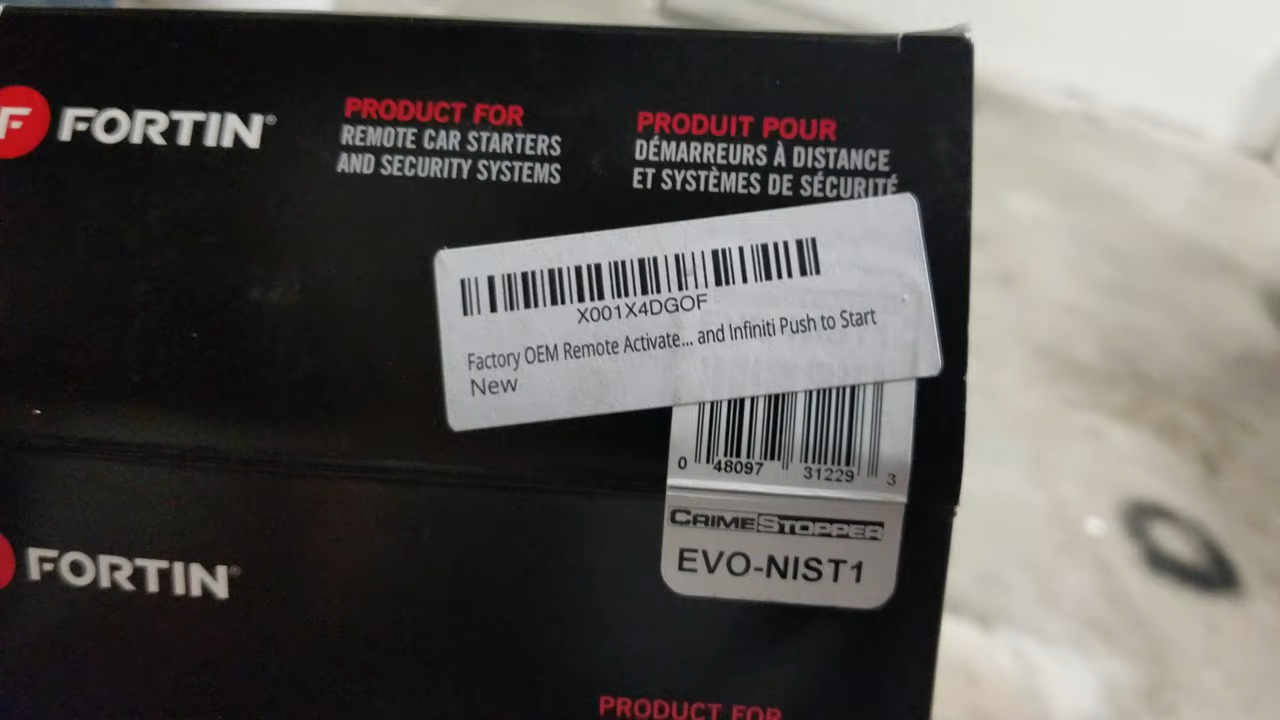 F FORTIN®
PRODUCT FOR
REMOTE CAR STARTERS
AND SECURITY SYSTEMS
PRODUIT POUR
DÉMARREURS À DISTANCE
ET SYSTÈMES DE SÉCURITÉ
X001X4DGOF
Factory OEM Remote Activate... and Infiniti Push to Start
New
0 48097 31229 3
CRIMESTOPPER
EVO-NIST1
FORTIN®
PRODUCT FOR